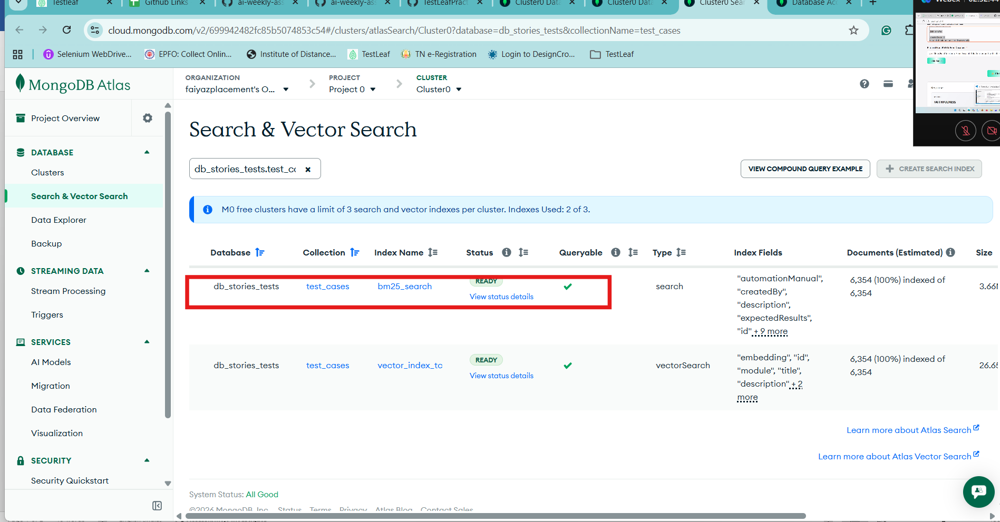 Testleaf
Github Links
ai-weekly-ass
ai-weekly-ass
TestLeafPract
Cluster0 Data
Cluster0 Data
Cluster0 Sear
Database Acc
cloud.mongodb.com/v2/699942482fc85b5074853c54#/clusters/atlasSearch/Cluster0?database=db_stories_tests&collectionName=test_cases
Selenium WebDrive...
EPFO: Collect Onlin...
Institute of Distance...
TestLeaf
TN e-Registration
Login to DesignCro...
TestLeaf
MongoDB Atlas
ORGANIZATION
faiyazplacement's O...
PROJECT
Project 0
CLUSTER
Cluster0
Project Overview
DATABASE
Clusters
Search & Vector Search
Data Explorer
Backup
STREAMING DATA
Stream Processing
Triggers
SERVICES
AI Models
Migration
Data Federation
Visualization
SECURITY
Security Quickstart
Search & Vector Search
db_stories_tests.test_c
VIEW COMPOUND QUERY EXAMPLE
CREATE SEARCH INDEX
M0 free clusters have a limit of 3 search and vector indexes per cluster. Indexes Used: 2 of 3.
Database Collection Index Name Status Queryable Type Index Fields Documents (Estimated) Size
db_stories_tests test_cases bm25_search READY
View status details
search
"automationManual",
"createdBy",
"description",
"expectedResults",
"id" + 9 more
6,354 (100%) indexed of
6,354
3.66
db_stories_tests test_cases vector_index_tc READY
View status details
vectorSearch
"embedding", "id",
"module", "title",
"description" + 2
more
6,354 (100%) indexed of
6,354
26.6
Learn more about Atlas Search
Learn more about Atlas Vector Search
System Status: All Good
©2026 MongoDB, Inc. Status Terms Privacy Atlas Blog Contact Sales
Webex
FAITHFULNESS